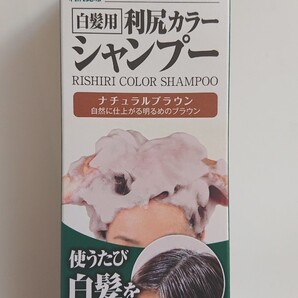 白髪用 利尻カラー
シャンプー
RISHIRI COLOR SHAMPOO
ナチュラルブラウン
自然に仕上がる明るめのブラウン
使うたび
白髪を